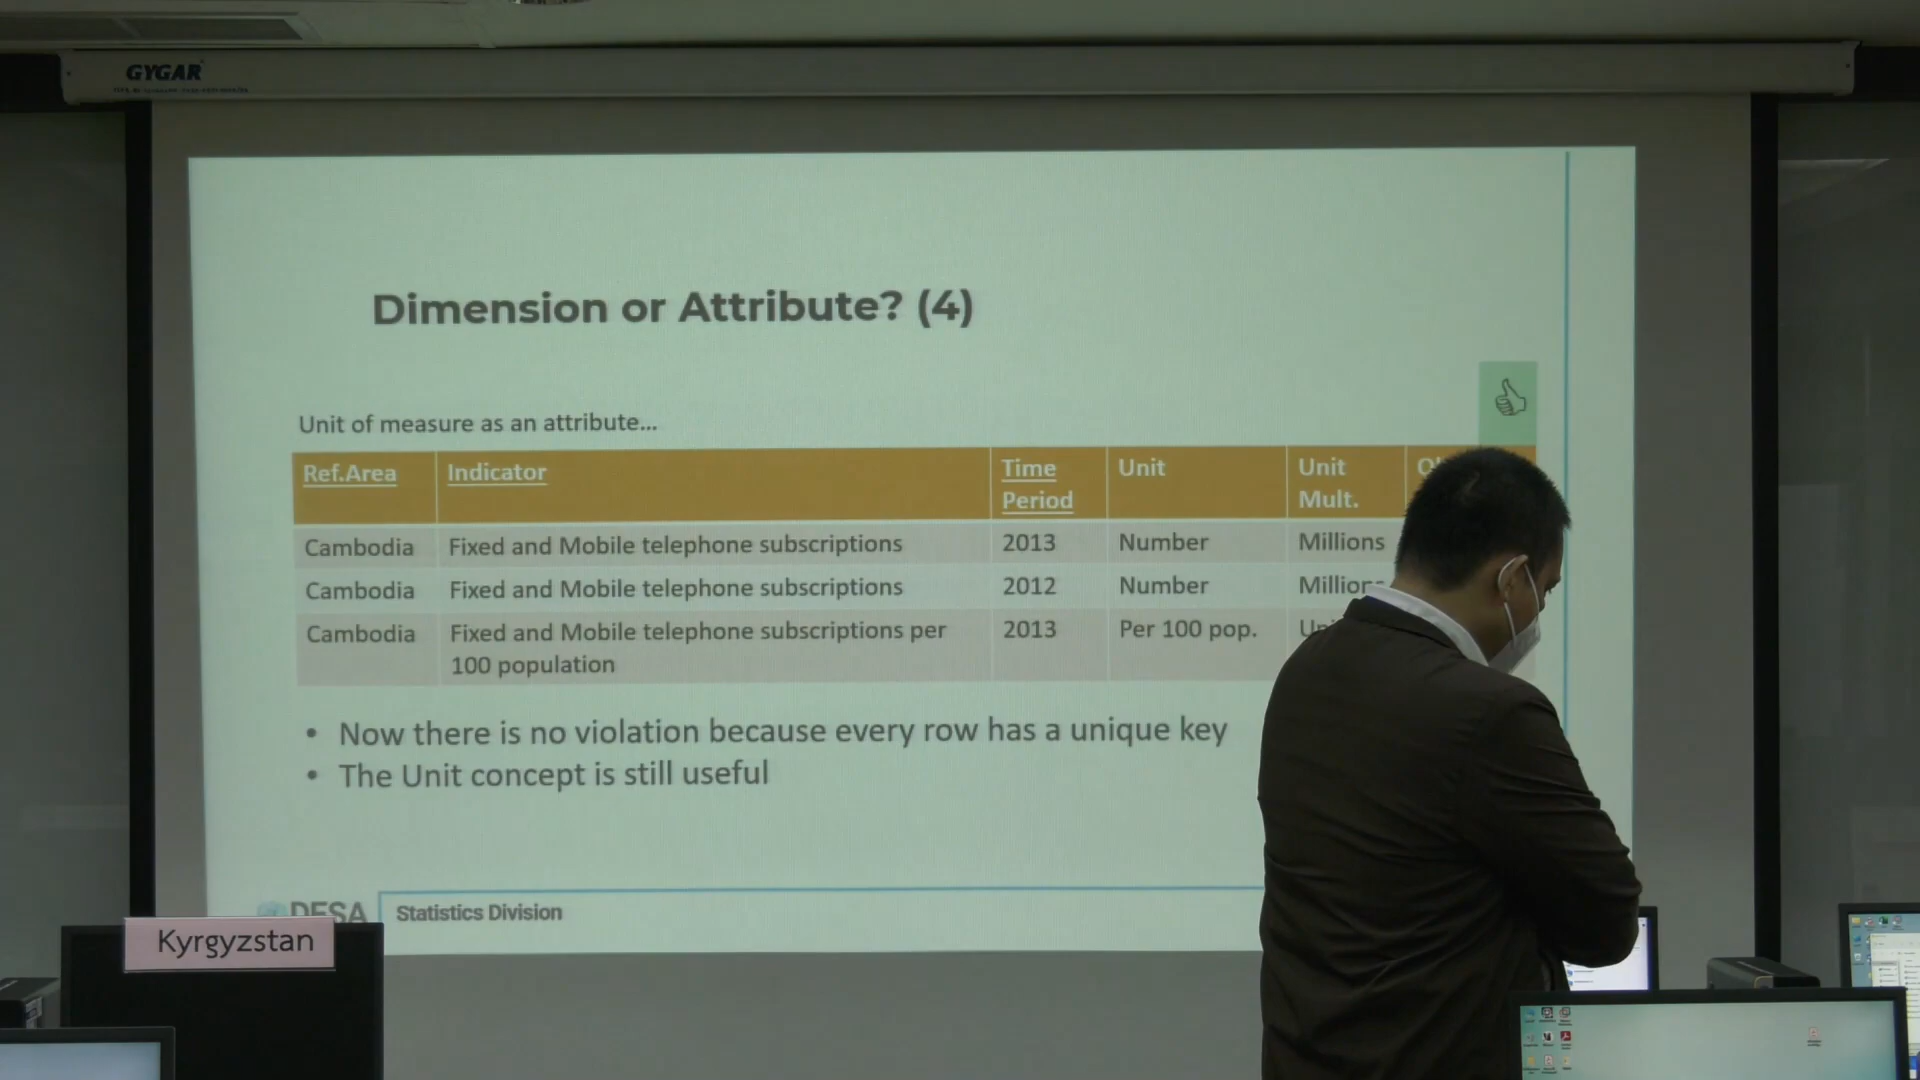 GYGAR
Dimension or Attribute? (4)
Unit of measure as an attribute...
Ref.Area Indicator Time Period Unit Unit Mult.
Cambodia Fixed and Mobile telephone subscriptions 2013 Number Millions
Cambodia Fixed and Mobile telephone subscriptions 2012 Number Millions
Cambodia Fixed and Mobile telephone subscriptions per 100 population 2013 Per 100 pop.
• Now there is no violation because every row has a unique key
• The Unit concept is still useful
DESA Statistics Division
Kyrgyzstan